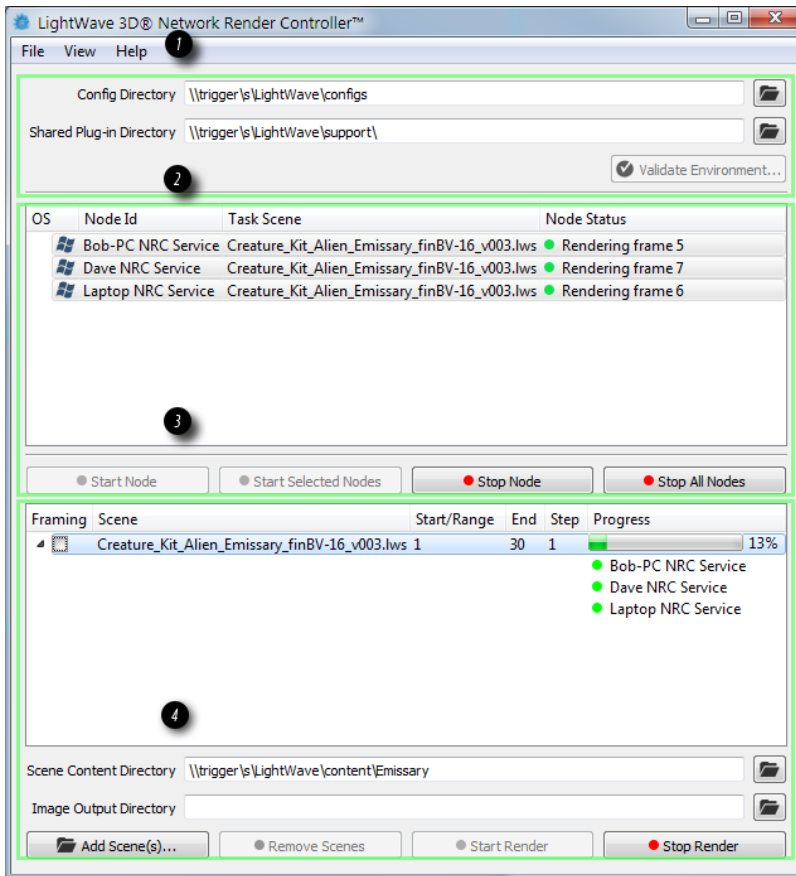 LightWave 3D® Network Render Controller™
File View Help
1
Config Directory \\trigger\s\LightWave\configs
Shared Plug-in Directory \\trigger\s\LightWave\support\
Validate Environment...
2
OS Node Id Task Scene Node Status
Bob-PC NRC Service Creature_Kit_Alien_Emissary_finBV-16_v003.lws Rendering frame 5
Dave NRC Service Creature_Kit_Alien_Emissary_finBV-16_v003.lws Rendering frame 7
Laptop NRC Service Creature_Kit_Alien_Emissary_finBV-16_v003.lws Rendering frame 6
3
Start Node Start Selected Nodes Stop Node Stop All Nodes
Framing Scene Start/Range End Step Progress
Creature_Kit_Alien_Emissary_finBV-16_v003.lws 1 30 1 13%
Bob-PC NRC Service
Dave NRC Service
Laptop NRC Service
4
Scene Content Directory \\trigger\s\LightWave\content\Emissary
Image Output Directory
Add Scene(s)... Remove Scenes Start Render Stop Render